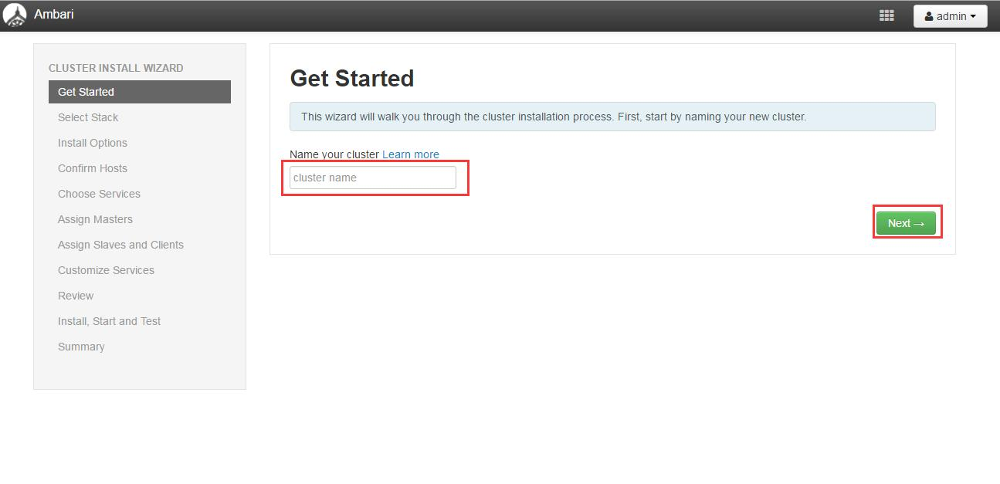 Ambari
admin
CLUSTER INSTALL WIZARD
Get Started
Select Stack
Install Options
Confirm Hosts
Choose Services
Assign Masters
Assign Slaves and Clients
Customize Services
Review
Install, Start and Test
Summary
Get Started
This wizard will walk you through the cluster installation process. First, start by naming your new cluster.
Name your cluster Learn more
cluster name
Next →